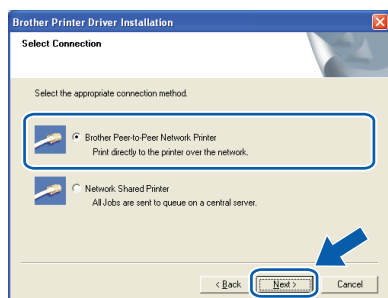 Brother Printer Driver Installation
Select Connection
Select the appropriate connection method.
Brother Peer-to-Peer Network Printer
Print directly to the printer over the network.
Network Shared Printer
All Jobs are sent to queue on a central server.
< Back Next > Cancel